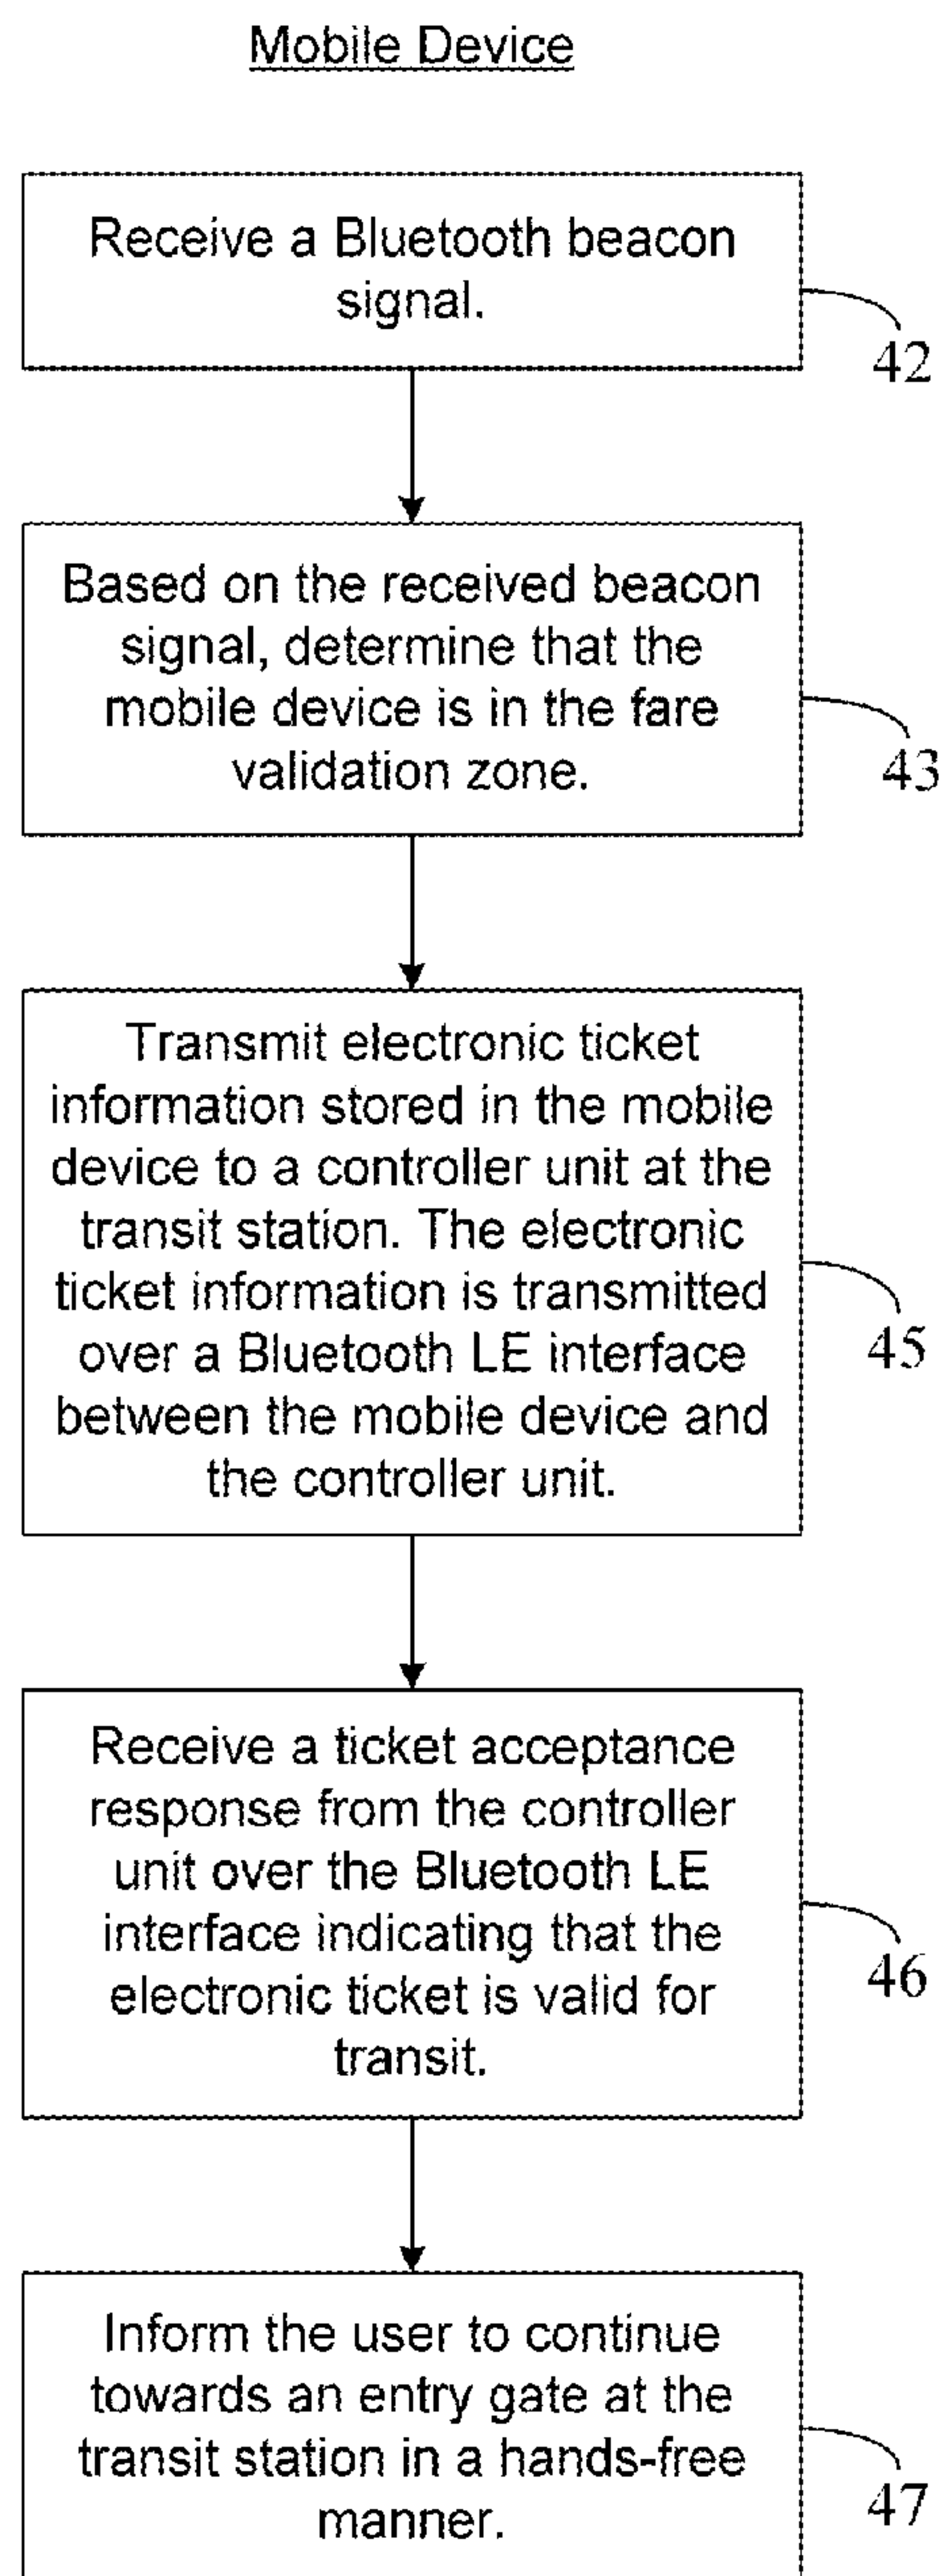 Mobile Device
Receive a Bluetooth beacon
signal.
42
Based on the received beacon
signal, determine that the
mobile device is in the fare
validation zone.
43
Transmit electronic ticket
information stored in the mobile
device to a controller unit at the
transit station. The electronic
ticket information is transmitted
over a Bluetooth LE interface
between the mobile device and
the controller unit.
45
Receive a ticket acceptance
response from the controller
unit over the Bluetooth LE
interface indicating that the
electronic ticket is valid for
transit.
46
Inform the user to continue
towards an entry gate at the
transit station in a hands-free
manner.
47